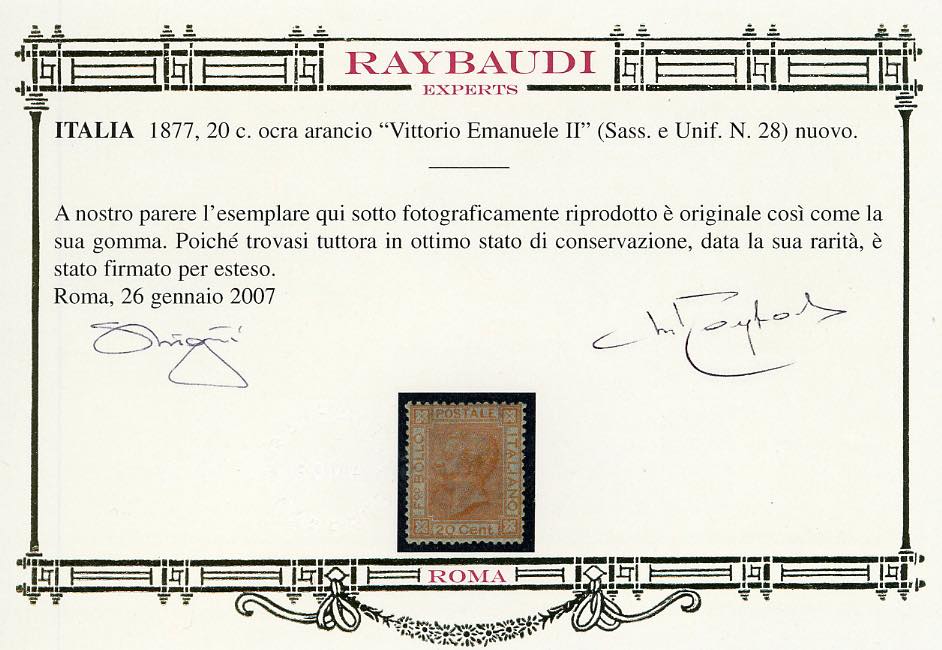 RAYBAUDI
EXPERTS
ITALIA 1877, 20 c. ocra arancio “Vittorio Emanuele II” (Sass. e Unif. N. 28) nuovo.
A nostro parere l’esemplare qui sotto fotograficamente riprodotto è originale così come la
sua gomma. Poiché trovasi tuttora in ottimo stato di conservazione, data la sua rarità, è
stato firmato per esteso.
Roma, 26 gennaio 2007
POSTALE
BOLLO
ITALIANO
20 Cent
ROMA